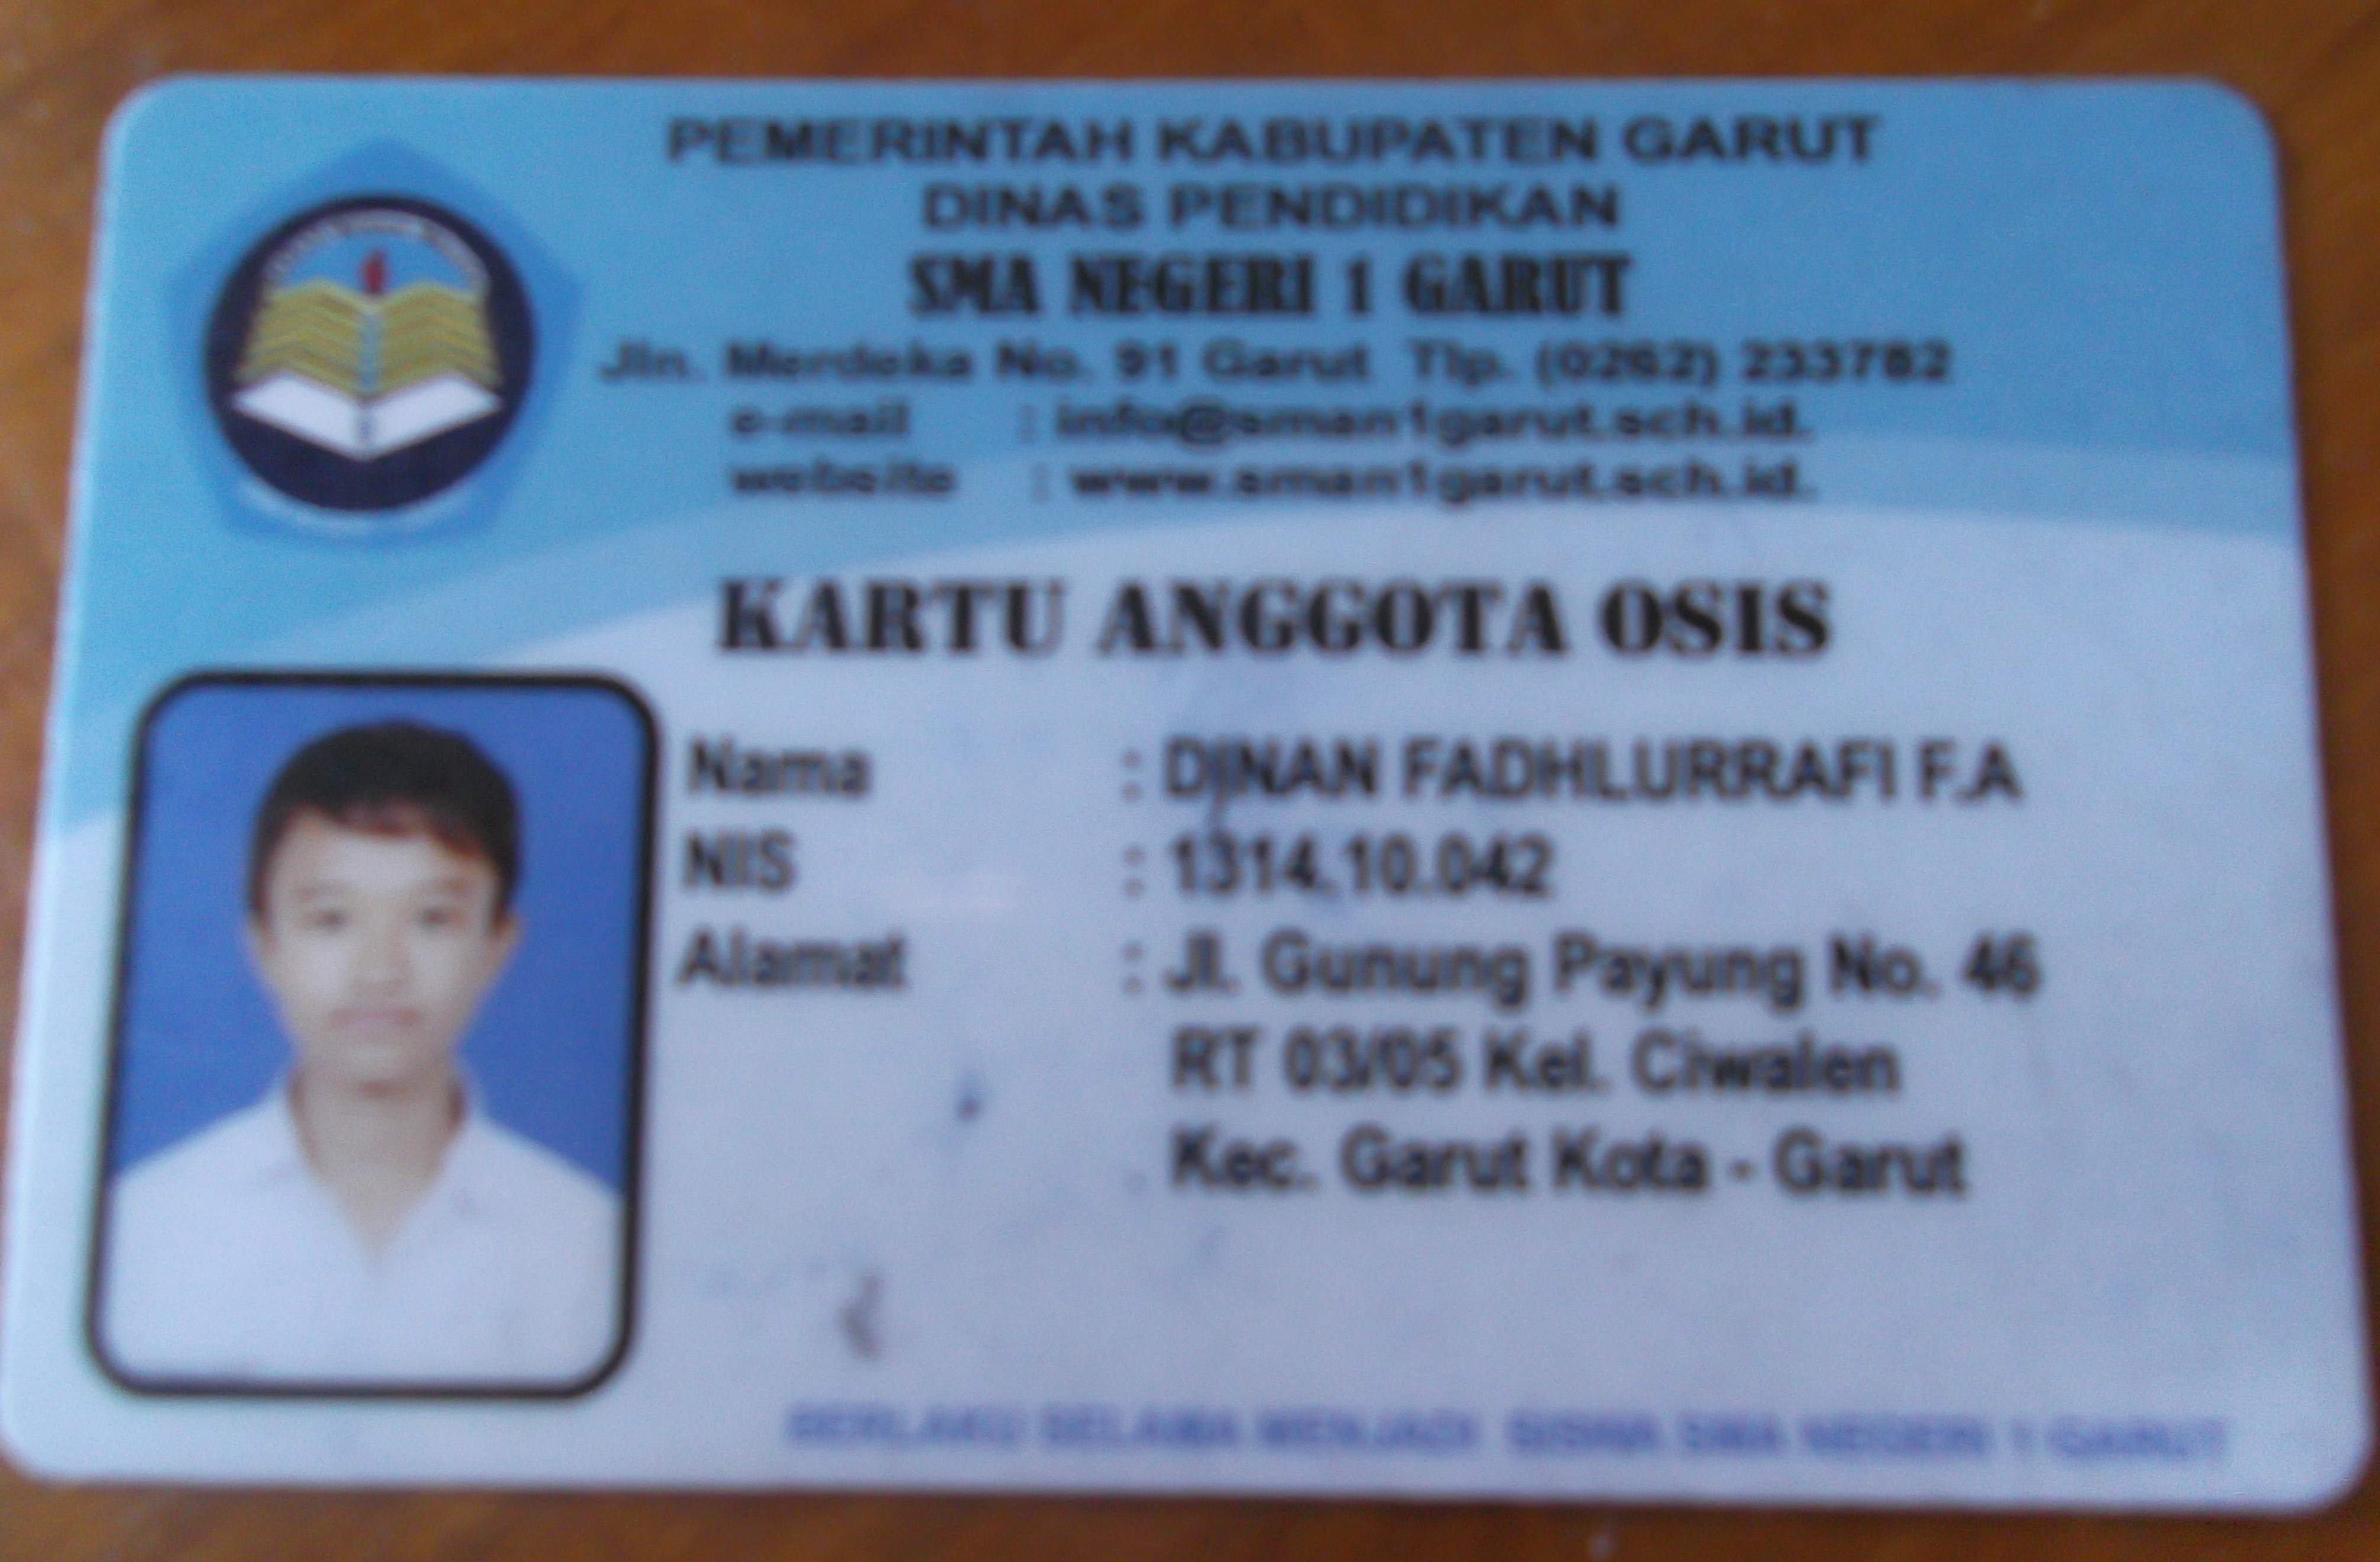 PEMERINTAH KABUPATEN GARUT
DINAS PENDIDIKAN
SMA NEGERI 1 GARUT
Jln. Merdeka No. 91 Garut Tlp. (0262) 233782
e-mail : info@sman1garut.sch.id.
website : www.sman1garut.sch.id.
KARTU ANGGOTA OSIS
Nama : DINAN FADHLURRAFI F.A
NIS : 1314.10.042
Alamat : Jl. Gunung Payung No. 46
RT 03/05 Kel. Ciwalen
Kec. Garut Kota - Garut
BERLAKU SELAMA MENJADI SISWA SMA NEGERI 1 GARUT